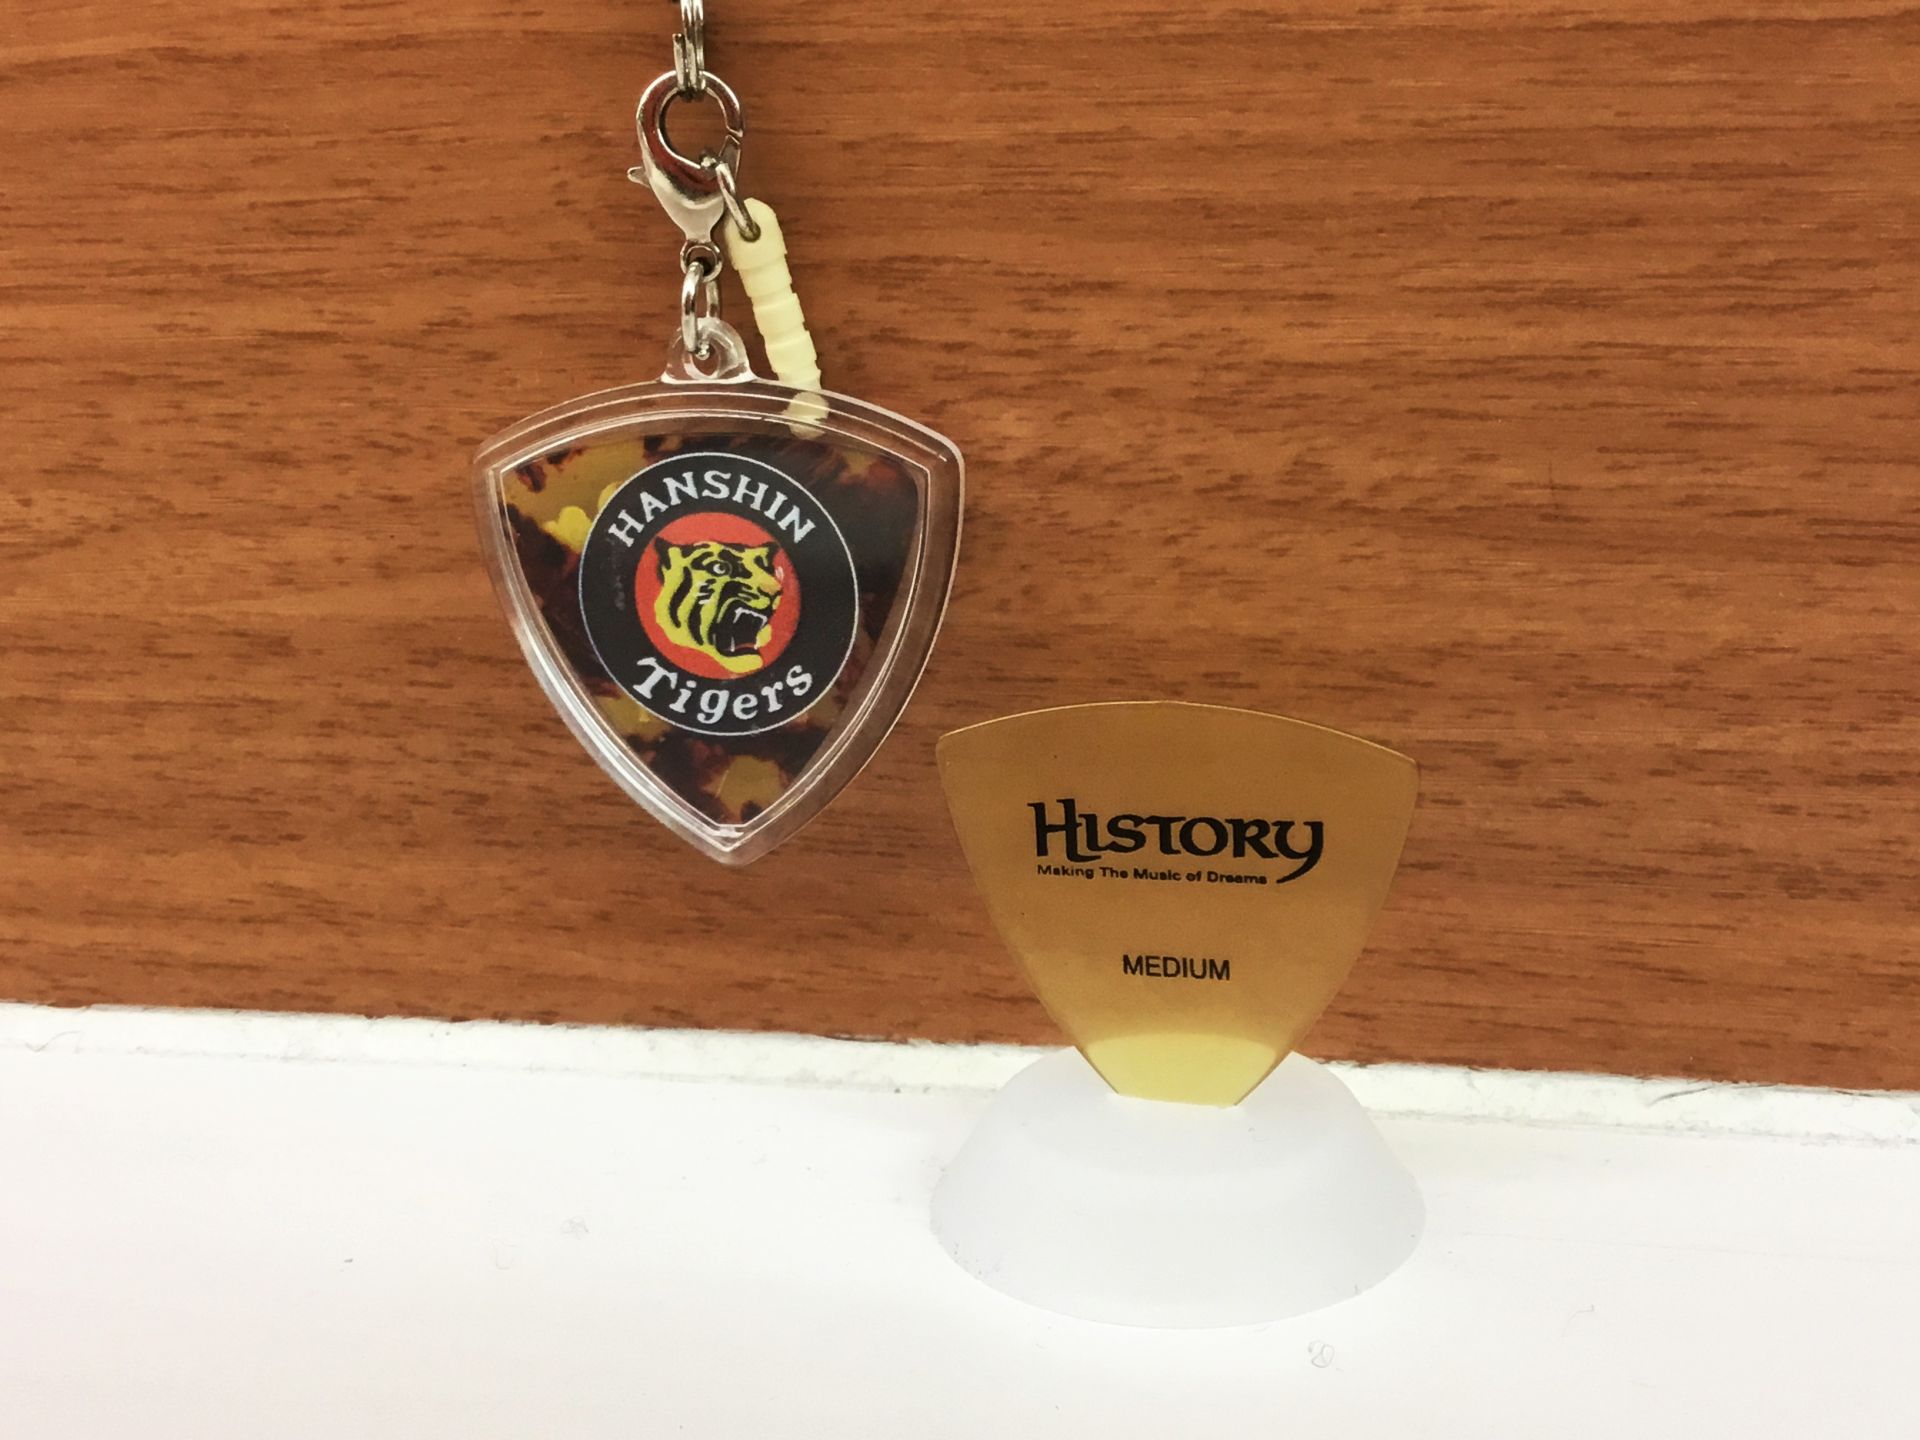 HANSHIN
Tigers
HISTORY
Making The Music of Dreams
MEDIUM